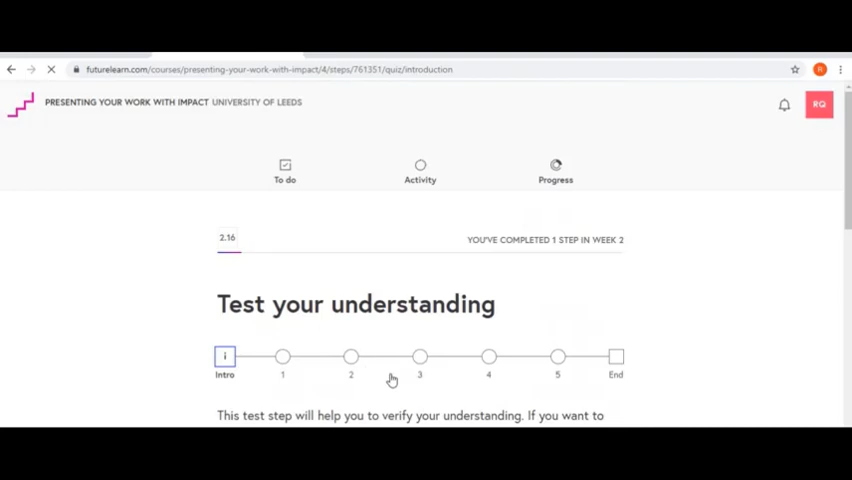 futurelearn.com/courses/presenting-your-work-with-impact/4/steps/761351/quiz/introduction
R
PRESENTING YOUR WORK WITH IMPACT UNIVERSITY OF LEEDS
RQ
To do Activity Progress
2.16 YOU'VE COMPLETED 1 STEP IN WEEK 2
Test your understanding
i
Intro 1 2 3 4 5 End
This test step will help you to verify your understanding. If you want to